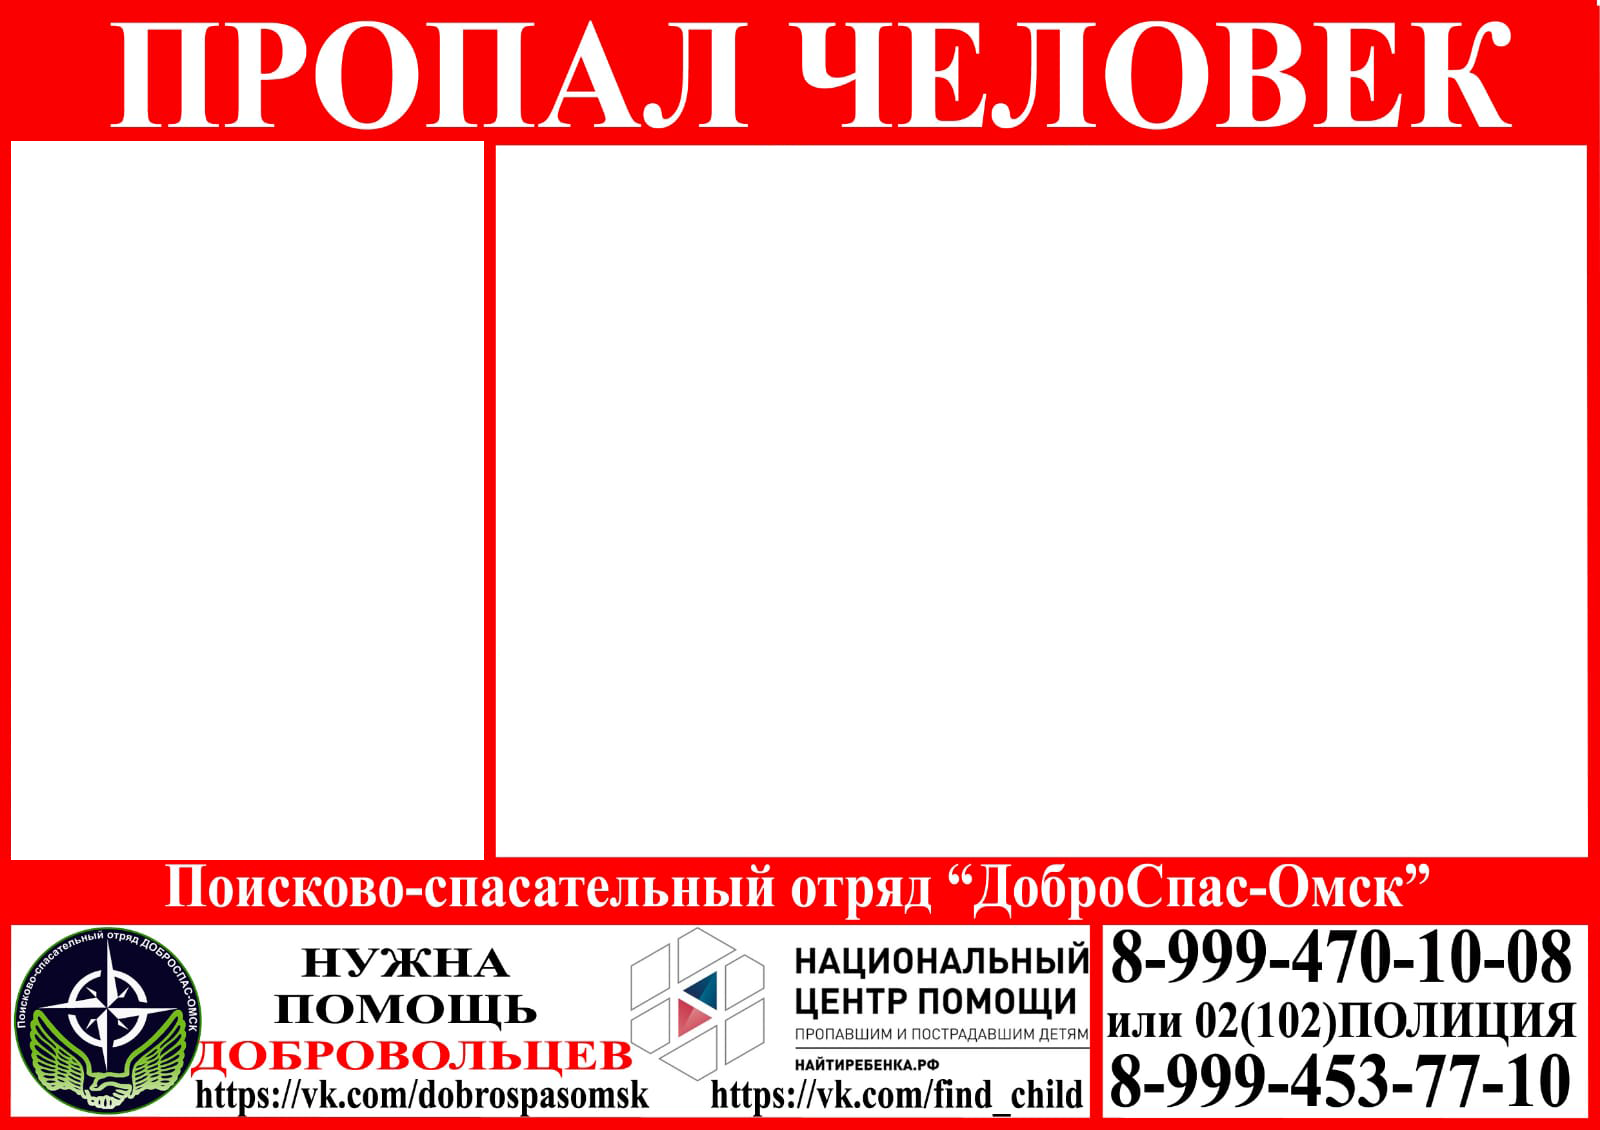 ПРОПАЛ ЧЕЛОВЕК
Поисково-спасательный отряд “ДоброСпас-Омск”
Поисково-спасательный отряд ДОБРОСПАС-ОМСК
НУЖНА
ПОМОЩЬ
ДОБРОВОЛЬЦЕВ
https://vk.com/dobrospasomsk
НАЦИОНАЛЬНЫЙ
ЦЕНТР ПОМОЩИ
ПРОПАВШИМ И ПОСТРАДАВШИМ ДЕТЯМ
НАЙТИРЕБЕНКА.РФ
https://vk.com/find_child
8-999-470-10-08
или 02(102)ПОЛИЦИЯ
8-999-453-77-10